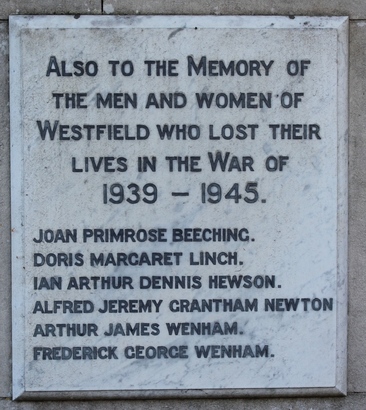 Also to the Memory of
the men and women of
Westfield who lost their
lives in the War of
1939 – 1945.
Joan Primrose Beeching.
Doris Margaret Linch.
Ian Arthur Dennis Hewson.
Alfred Jeremy Grantham Newton
Arthur James Wenham.
Frederick George Wenham.